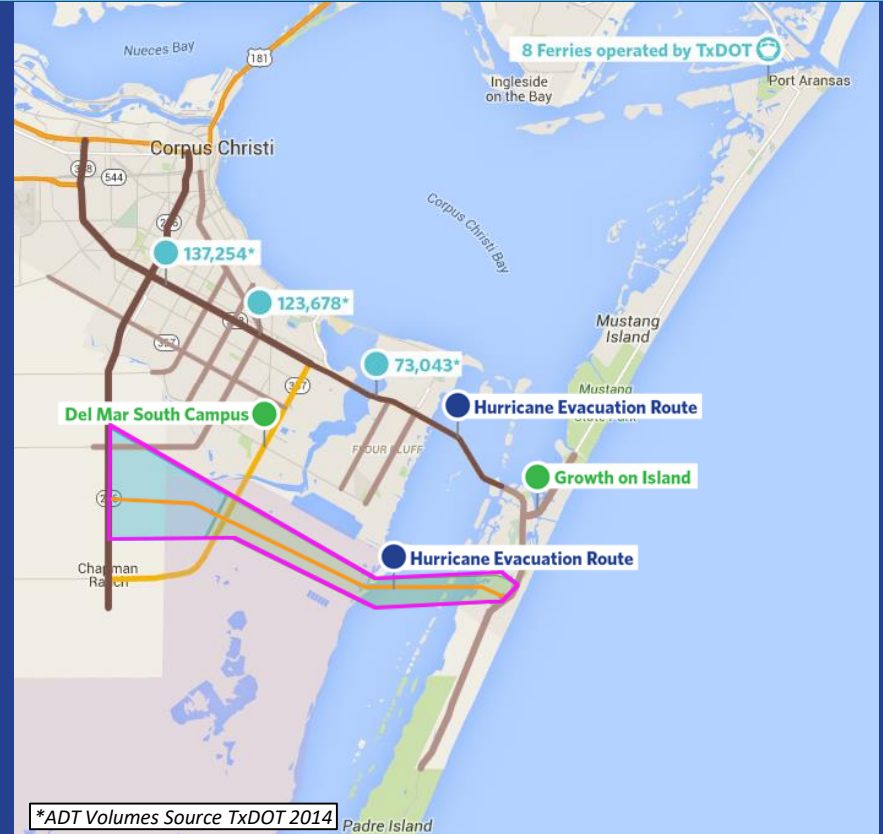 Nueces Bay
181
8 Ferries operated by TxDOT
Ingleside
on the Bay
Port Aransas
Corpus Christi
544
Corpus Christi Bay
137,254*
123,678*
Mustang
Island
357
73,043*
Mustang
Hurricane Evacuation Route
Del Mar South Campus
FLOUR BLUFF
Growth on Island
Hurricane Evacuation Route
Chapman
Ranch
*ADT Volumes Source TxDOT 2014
Padre Island